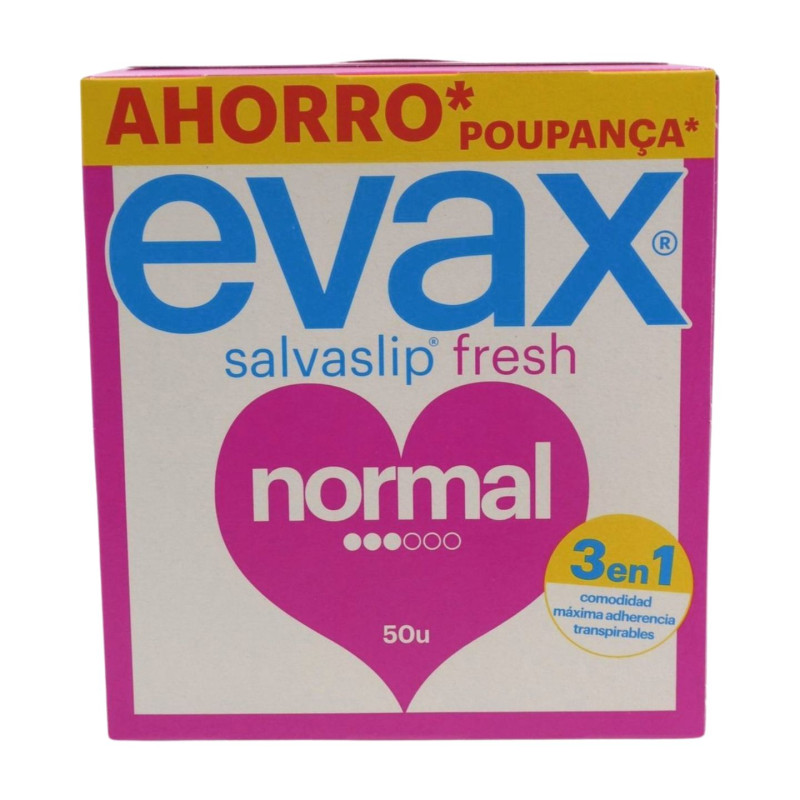 AHORRO* POUPANÇA*
evax®
salvaslip® fresh
normal
50u
3en1
comodidad
máxima adherencia
transpirables